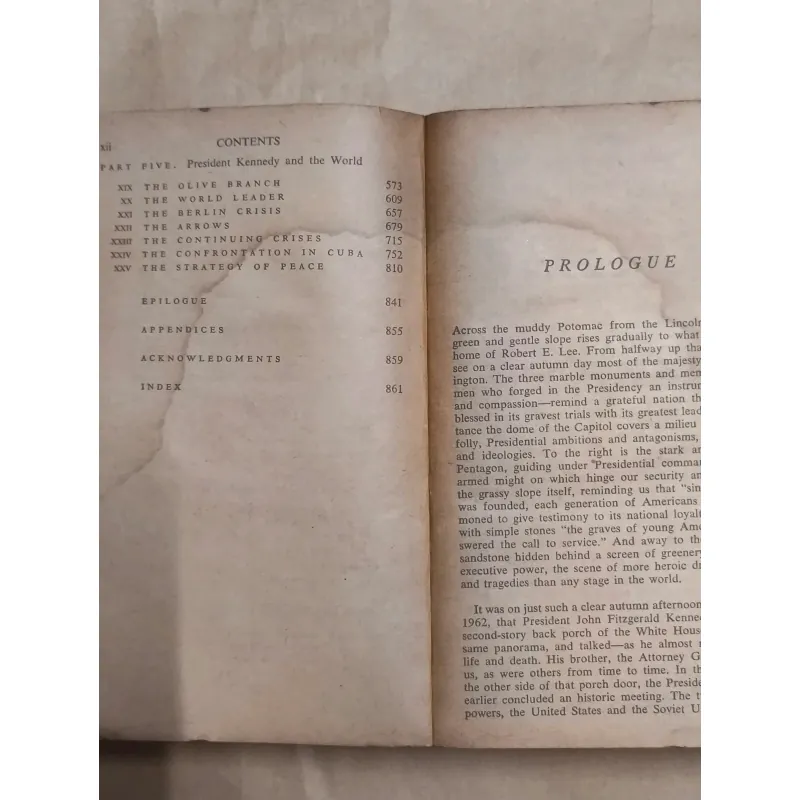 xii CONTENTS
PART FIVE. President Kennedy and the World
XIX THE OLIVE BRANCH 573
XX THE WORLD LEADER 609
XXI THE BERLIN CRISIS 657
XXII THE ARROWS 679
XXIII THE CONTINUING CRISES 715
XXIV THE CONFRONTATION IN CUBA 752
XXV THE STRATEGY OF PEACE 810
EPILOGUE 841
APPENDICES 855
ACKNOWLEDGMENTS 859
INDEX 861
PROLOGUE
Across the muddy Potomac from the Lincoln
green and gentle slope rises gradually to what
home of Robert E. Lee. From halfway up tha
see on a clear autumn day most of the majesty
ington. The three marble monuments and mem
men who forged in the Presidency an instrum
and compassion—remind a grateful nation th
blessed in its gravest trials with its greatest lead
tance the dome of the Capitol covers a milieu
folly, Presidential ambitions and antagonisms,
and ideologies. To the right is the stark an
Pentagon, guiding under Presidential comman
armed might on which hinge our security an
the grassy slope itself, reminding us that "sin
was founded, each generation of Americans
moned to give testimony to its national loyalt
with simple stones "the graves of young Ame
swered the call to service." And away to the
sandstone hidden behind a screen of greenery
executive power, the scene of more heroic dr
and tragedies than any stage in the world.
It was on just such a clear autumn afternoon
1962, that President John Fitzgerald Kenned
second-story back porch of the White House
same panorama, and talked—as he almost n
life and death. His brother, the Attorney G
us, as were others from time to time. In th
the other side of that porch door, the Preside
earlier concluded an historic meeting. The t
powers, the United States and the Soviet U